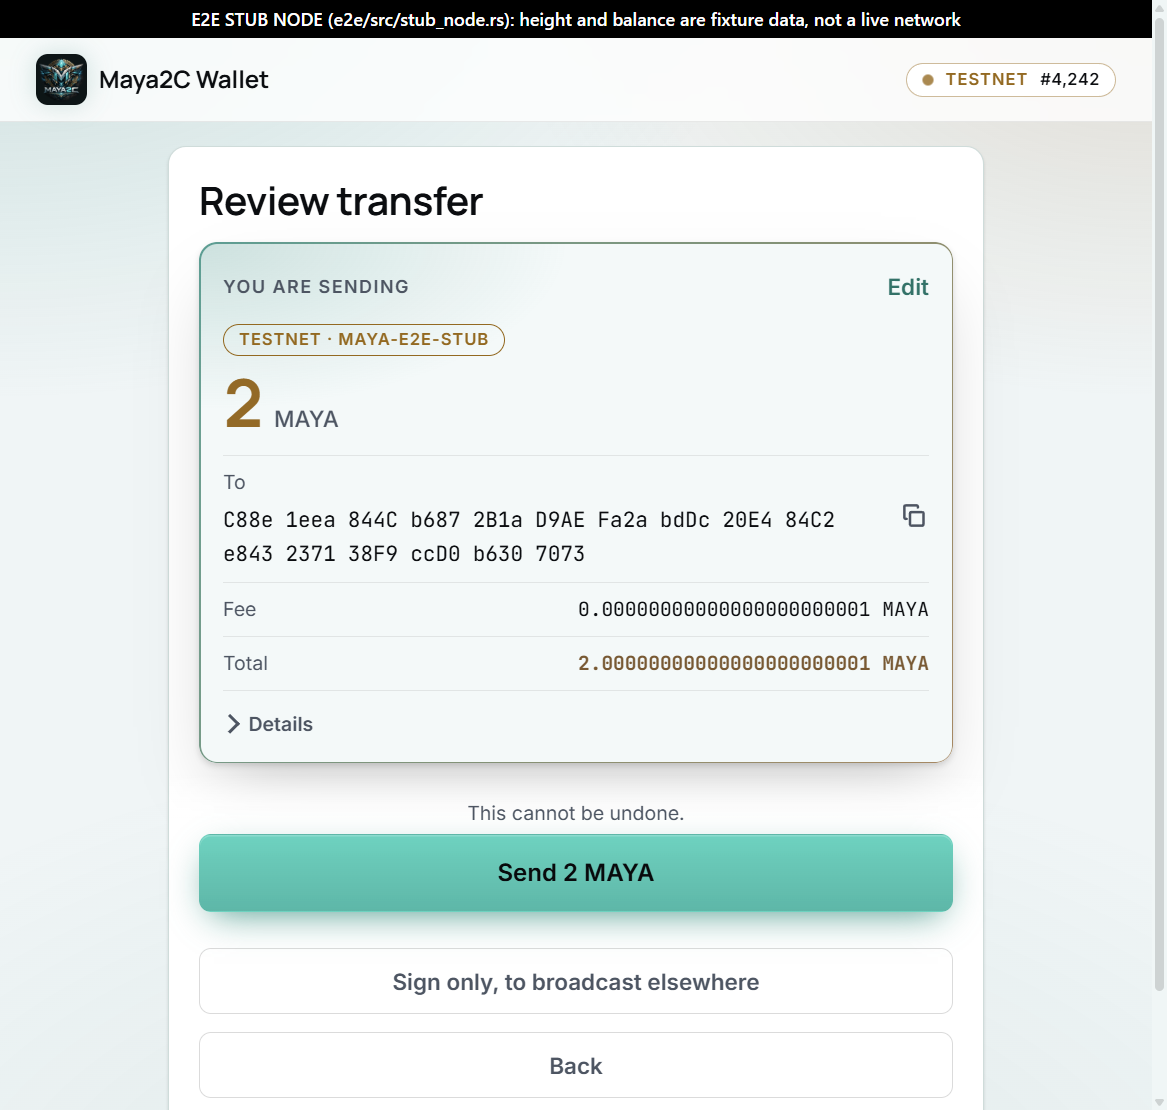 E2E STUB NODE (e2e/src/stub_node.rs): height and balance are fixture data, not a live network
MAYA2C
Maya2C Wallet
TESTNET #4,242
Review transfer
YOU ARE SENDING
Edit
TESTNET · MAYA-E2E-STUB
2 MAYA
To
C88e 1eea 844C b687 2B1a D9AE Fa2a bdDc 20E4 84C2
e843 2371 38F9 ccD0 b630 7073
Fee 0.00000000000000000000001 MAYA
Total 2.00000000000000000000001 MAYA
Details
This cannot be undone.
Send 2 MAYA
Sign only, to broadcast elsewhere
Back